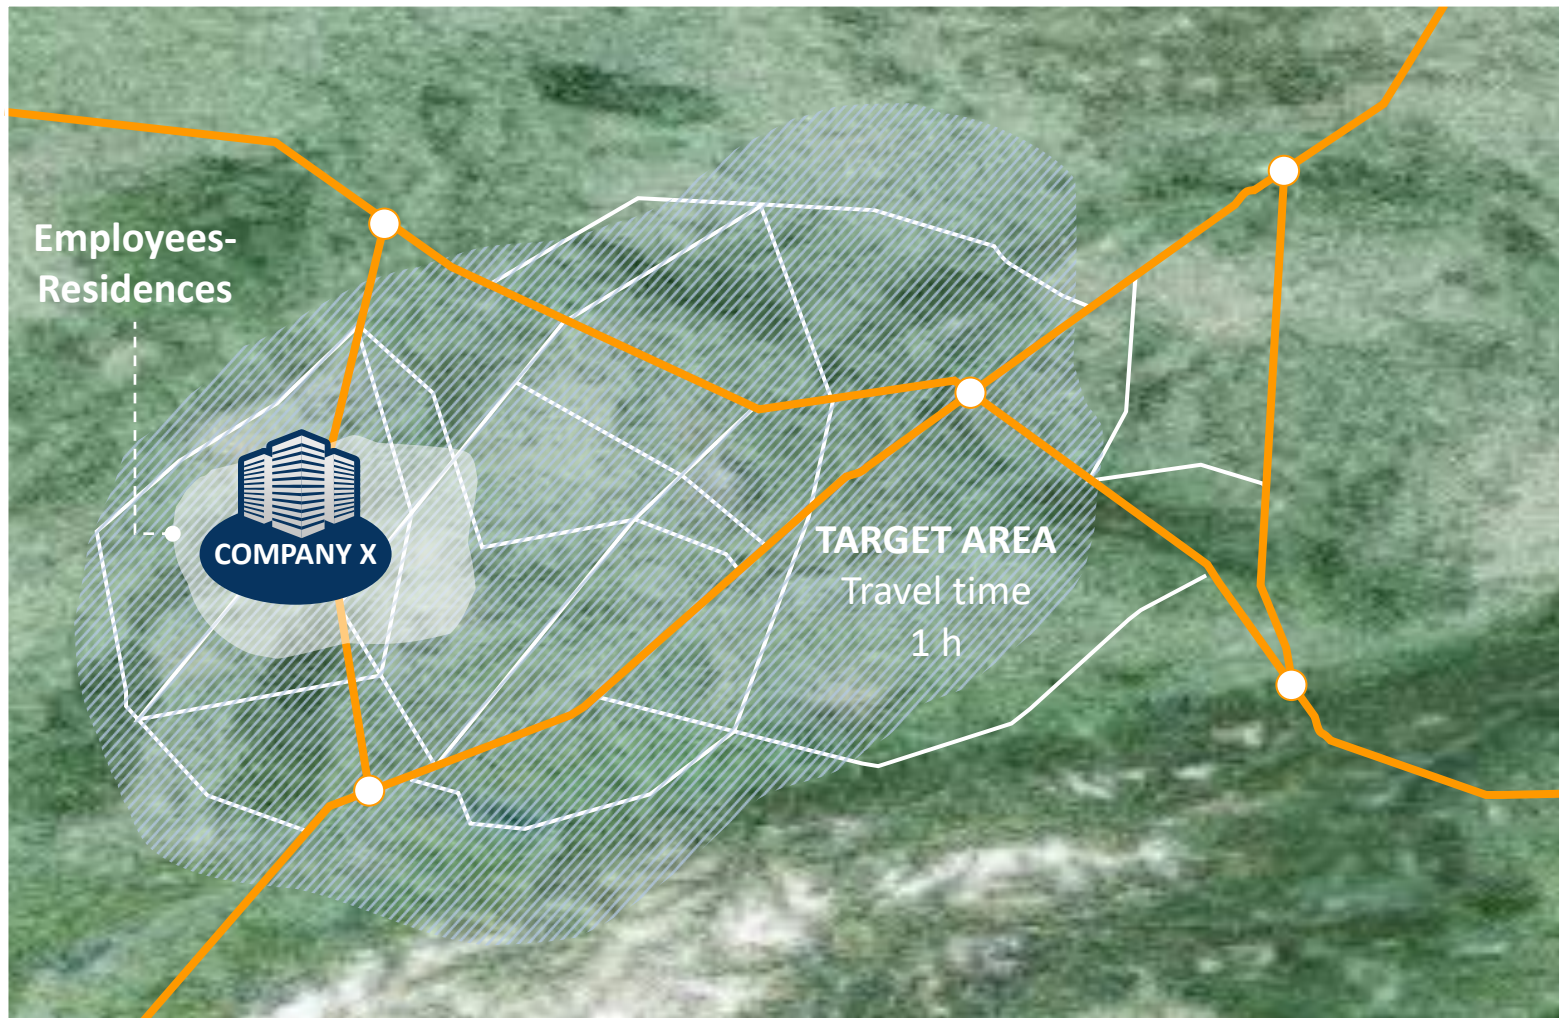 Employees-
Residences
COMPANY X
TARGET AREA
Travel time
1 h